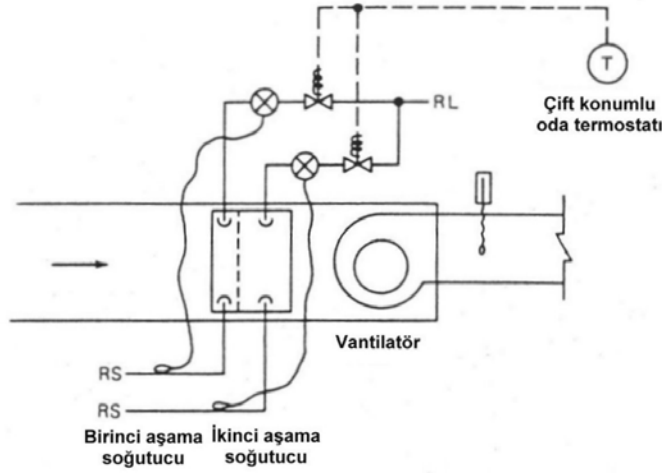 T
RL
Çift konumlu
oda termostatı
Vantilatör
RS
RS
Birinci aşama
soğutucu
İkinci aşama
soğutucu